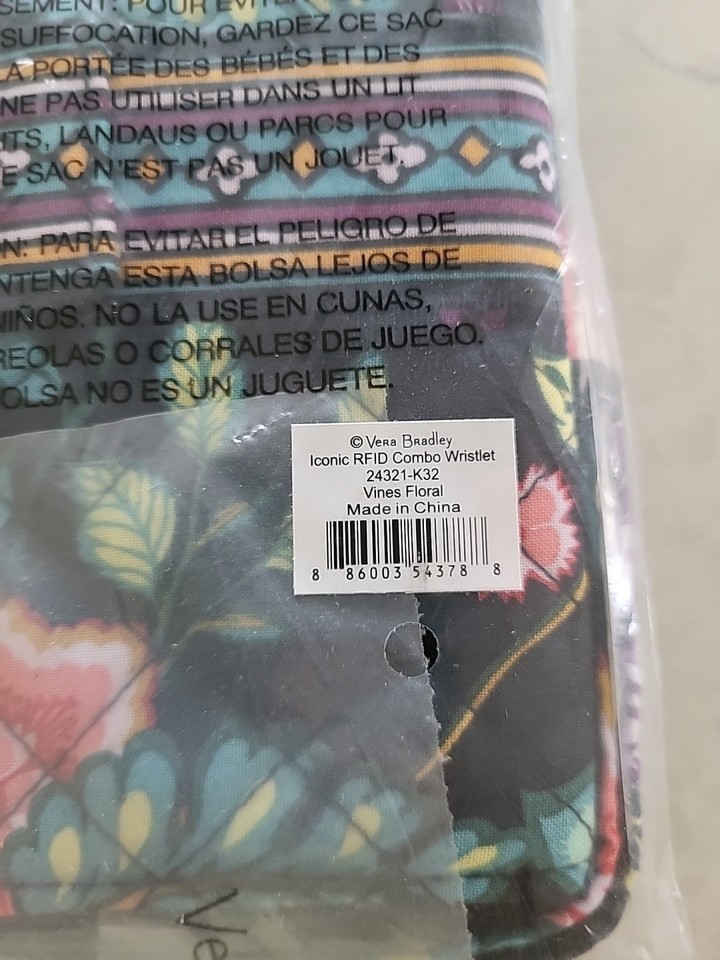 SEMENT: POUR ÉVITER
SUFFOCATION, GARDEZ CE SAC
LA PORTÉE DES BÉBÉS ET DES
NE PAS UTILISER DANS UN LIT
ITS, LANDAUS OU PARCS POUR
E SAC N'EST PAS UN JOUET.
N: PARA EVITAR EL PELIGRO DE
NTENGA ESTA BOLSA LEJOS DE
NIÑOS. NO LA USE EN CUNAS,
REOLAS O CORRALES DE JUEGO.
OLSA NO ES UN JUGUETE.
© VERA BRADLEY
Iconic RFID Combo Wristlet
24321-K32
Vines Floral
Made in China
8 86003 54378 8
Ve